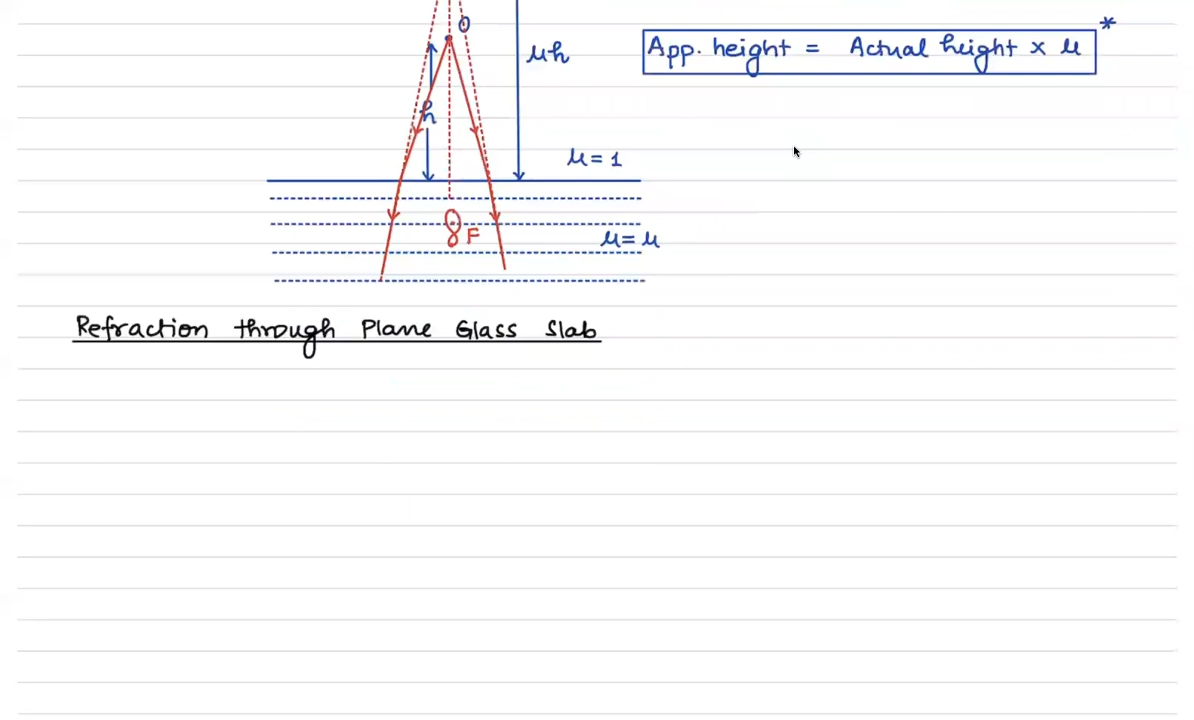 O
μh
App. height = Actual height × μ *
h
μ = 1
F
μ = μ
Refraction through Plane Glass Slab